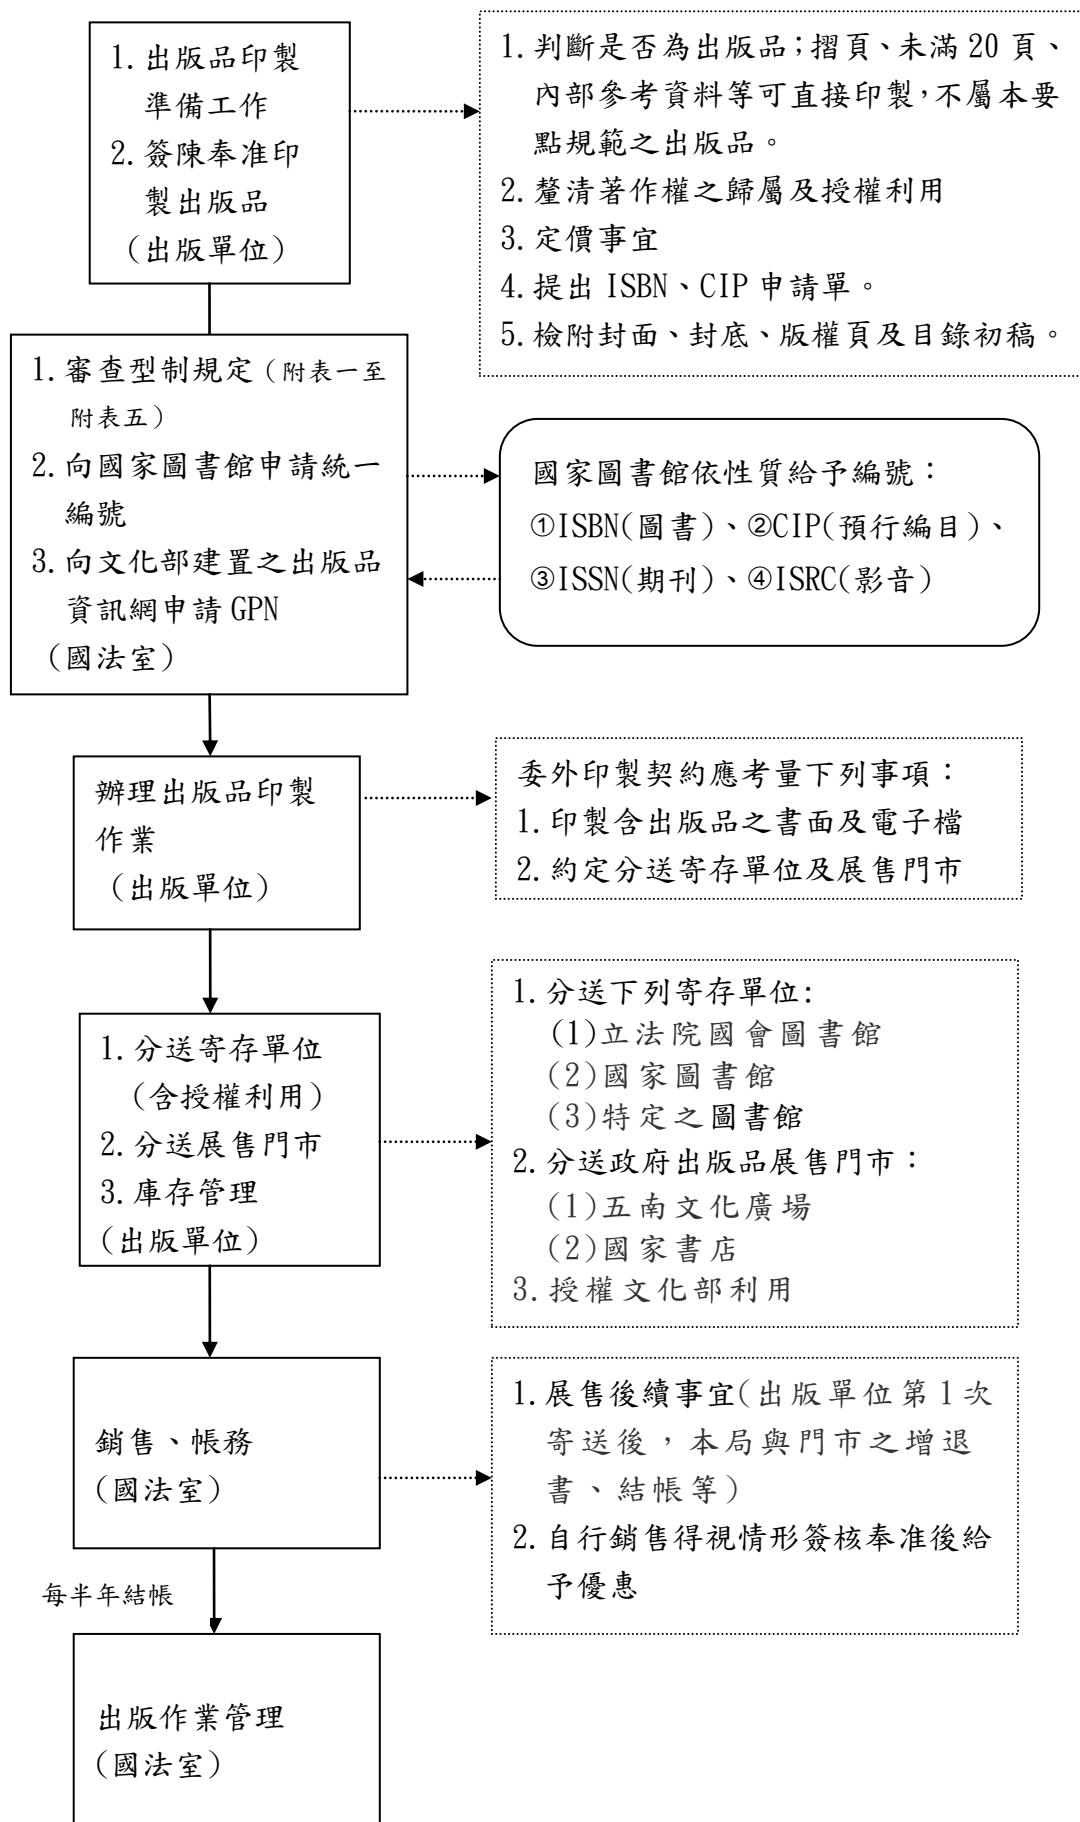 1.出版品印製
準備工作
2.簽陳奉准印
製出版品
(出版單位)
1.判斷是否為出版品;摺頁、未滿20頁、
內部參考資料等可直接印製,不屬本要
點規範之出版品。
2.釐清著作權之歸屬及授權利用
3.定價事宜
4.提出 ISBN、CIP 申請單。
5.檢附封面、封底、版權頁及目錄初稿。
1.審查型制規定(附表一至
附表五)
2.向國家圖書館申請統一
編號
3.向文化部建置之出版品
資訊網申請 GPN
(國法室)
國家圖書館依性質給予編號：
①ISBN(圖書)、②CIP(預行編目)、
③ISSN(期刊)、④ISRC(影音)
辦理出版品印製
作業
(出版單位)
委外印製契約應考量下列事項：
1.印製含出版品之書面及電子檔
2.約定分送寄存單位及展售門市
1.分送寄存單位
(含授權利用)
2.分送展售門市
3.庫存管理
(出版單位)
1.分送下列寄存單位:
(1)立法院國會圖書館
(2)國家圖書館
(3)特定之圖書館
2.分送政府出版品展售門市：
(1)五南文化廣場
(2)國家書店
3.授權文化部利用
銷售、帳務
(國法室)
1.展售後續事宜(出版單位第1次
寄送後，本局與門市之增退
書、結帳等)
2.自行銷售得視情形簽核奉准後給
予優惠
每半年結帳
出版作業管理
(國法室)